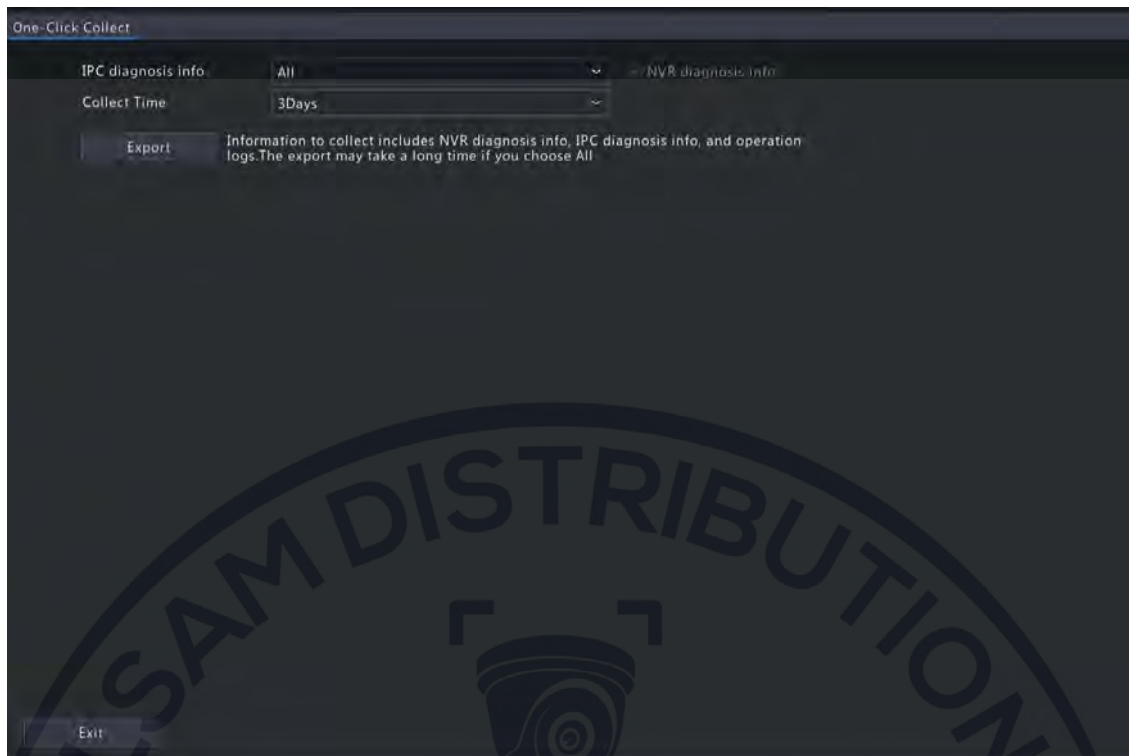 One-Click Collect
IPC diagnosis info All NVR diagnosis info
Collect Time 3Days
Export Information to collect includes NVR diagnosis info, IPC diagnosis info, and operation
logs.The export may take a long time if you choose All
SAM DISTRIBUTION
Exit